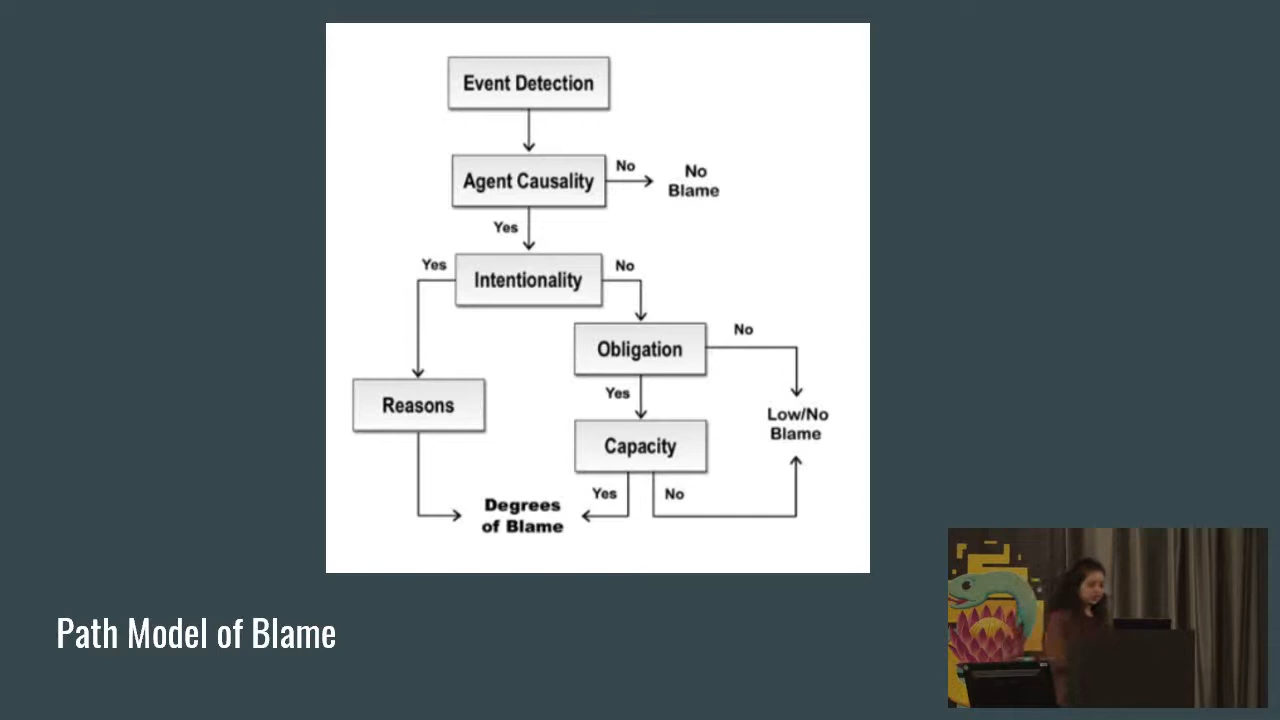 Event Detection
Agent Causality
No
No
Blame
Yes
Yes
Intentionality
No
Obligation
No
Reasons
Yes
Low/No
Blame
Capacity
Yes
No
Degrees
of Blame
Path Model of Blame